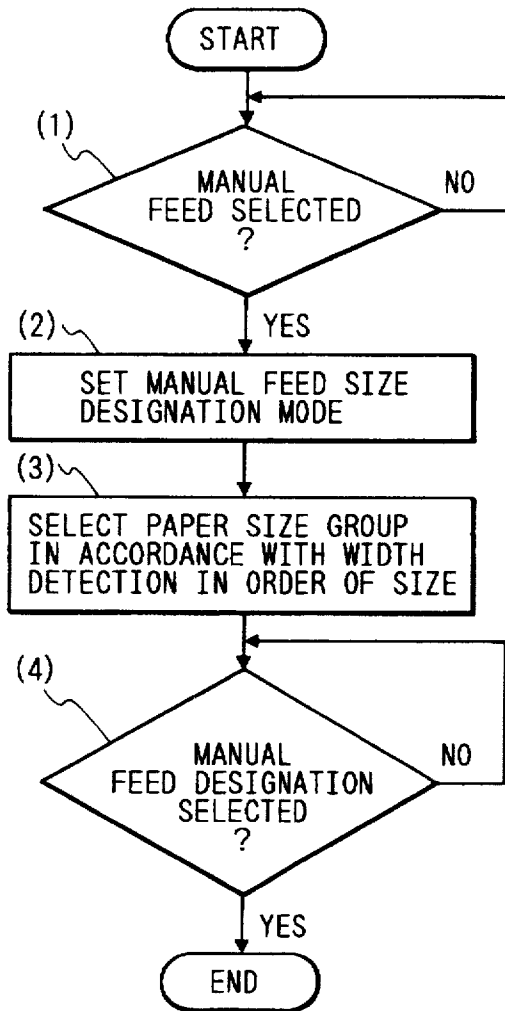 START
(1)
MANUAL
FEED SELECTED
?
NO
YES
(2)
SET MANUAL FEED SIZE
DESIGNATION MODE
(3)
SELECT PAPER SIZE GROUP
IN ACCORDANCE WITH WIDTH
DETECTION IN ORDER OF SIZE
(4)
MANUAL
FEED DESIGNATION
SELECTED
?
NO
YES
END